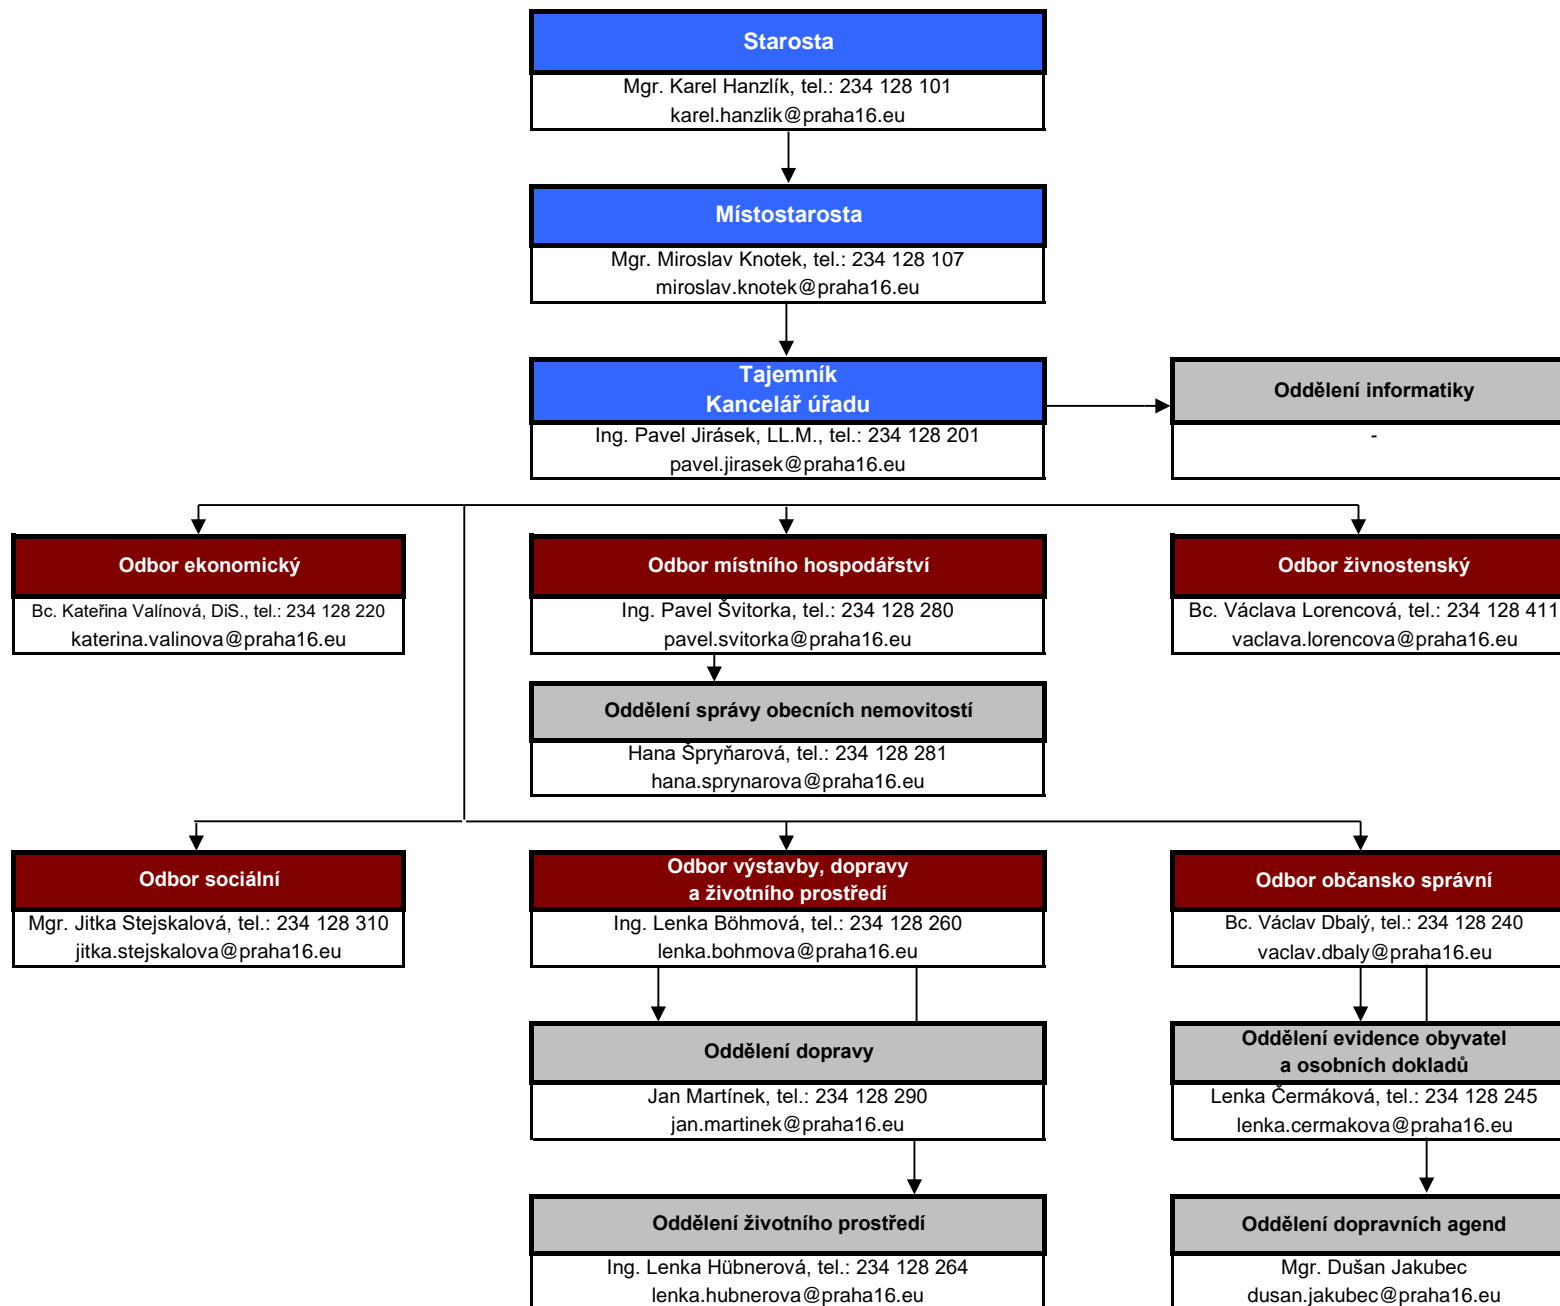 Starosta
Mgr. Karel Hanzlík, tel.: 234 128 101
karel.hanzlik@praha16.eu
Místostarosta
Mgr. Miroslav Knotek, tel.: 234 128 107
miroslav.knotek@praha16.eu
Tajemník
Kancelář úřadu
Ing. Pavel Jirásek, LL.M., tel.: 234 128 201
pavel.jirasek@praha16.eu
Oddělení informatiky
-
Odbor ekonomický
Bc. Kateřina Valínová, DiS., tel.: 234 128 220
katerina.valinova@praha16.eu
Odbor místního hospodářství
Ing. Pavel Švitorka, tel.: 234 128 280
pavel.svitorka@praha16.eu
Odbor živnostenský
Bc. Václava Lorencová, tel.: 234 128 411
vaclava.lorencova@praha16.eu
Oddělení správy obecních nemovitostí
Hana Špryňarová, tel.: 234 128 281
hana.sprynarova@praha16.eu
Odbor sociální
Mgr. Jitka Stejskalová, tel.: 234 128 310
jitka.stejskalova@praha16.eu
Odbor výstavby, dopravy
a životního prostředí
Ing. Lenka Böhmová, tel.: 234 128 260
lenka.bohmova@praha16.eu
Odbor občansko správní
Bc. Václav Dbalý, tel.: 234 128 240
vaclav.dbaly@praha16.eu
Oddělení dopravy
Jan Martínek, tel.: 234 128 290
jan.martinek@praha16.eu
Oddělení evidence obyvatel
a osobních dokladů
Lenka Čermáková, tel.: 234 128 245
lenka.cermakova@praha16.eu
Oddělení životního prostředí
Ing. Lenka Hübnerová, tel.: 234 128 264
lenka.hubnerova@praha16.eu
Oddělení dopravních agend
Mgr. Dušan Jakubec
dusan.jakubec@praha16.eu